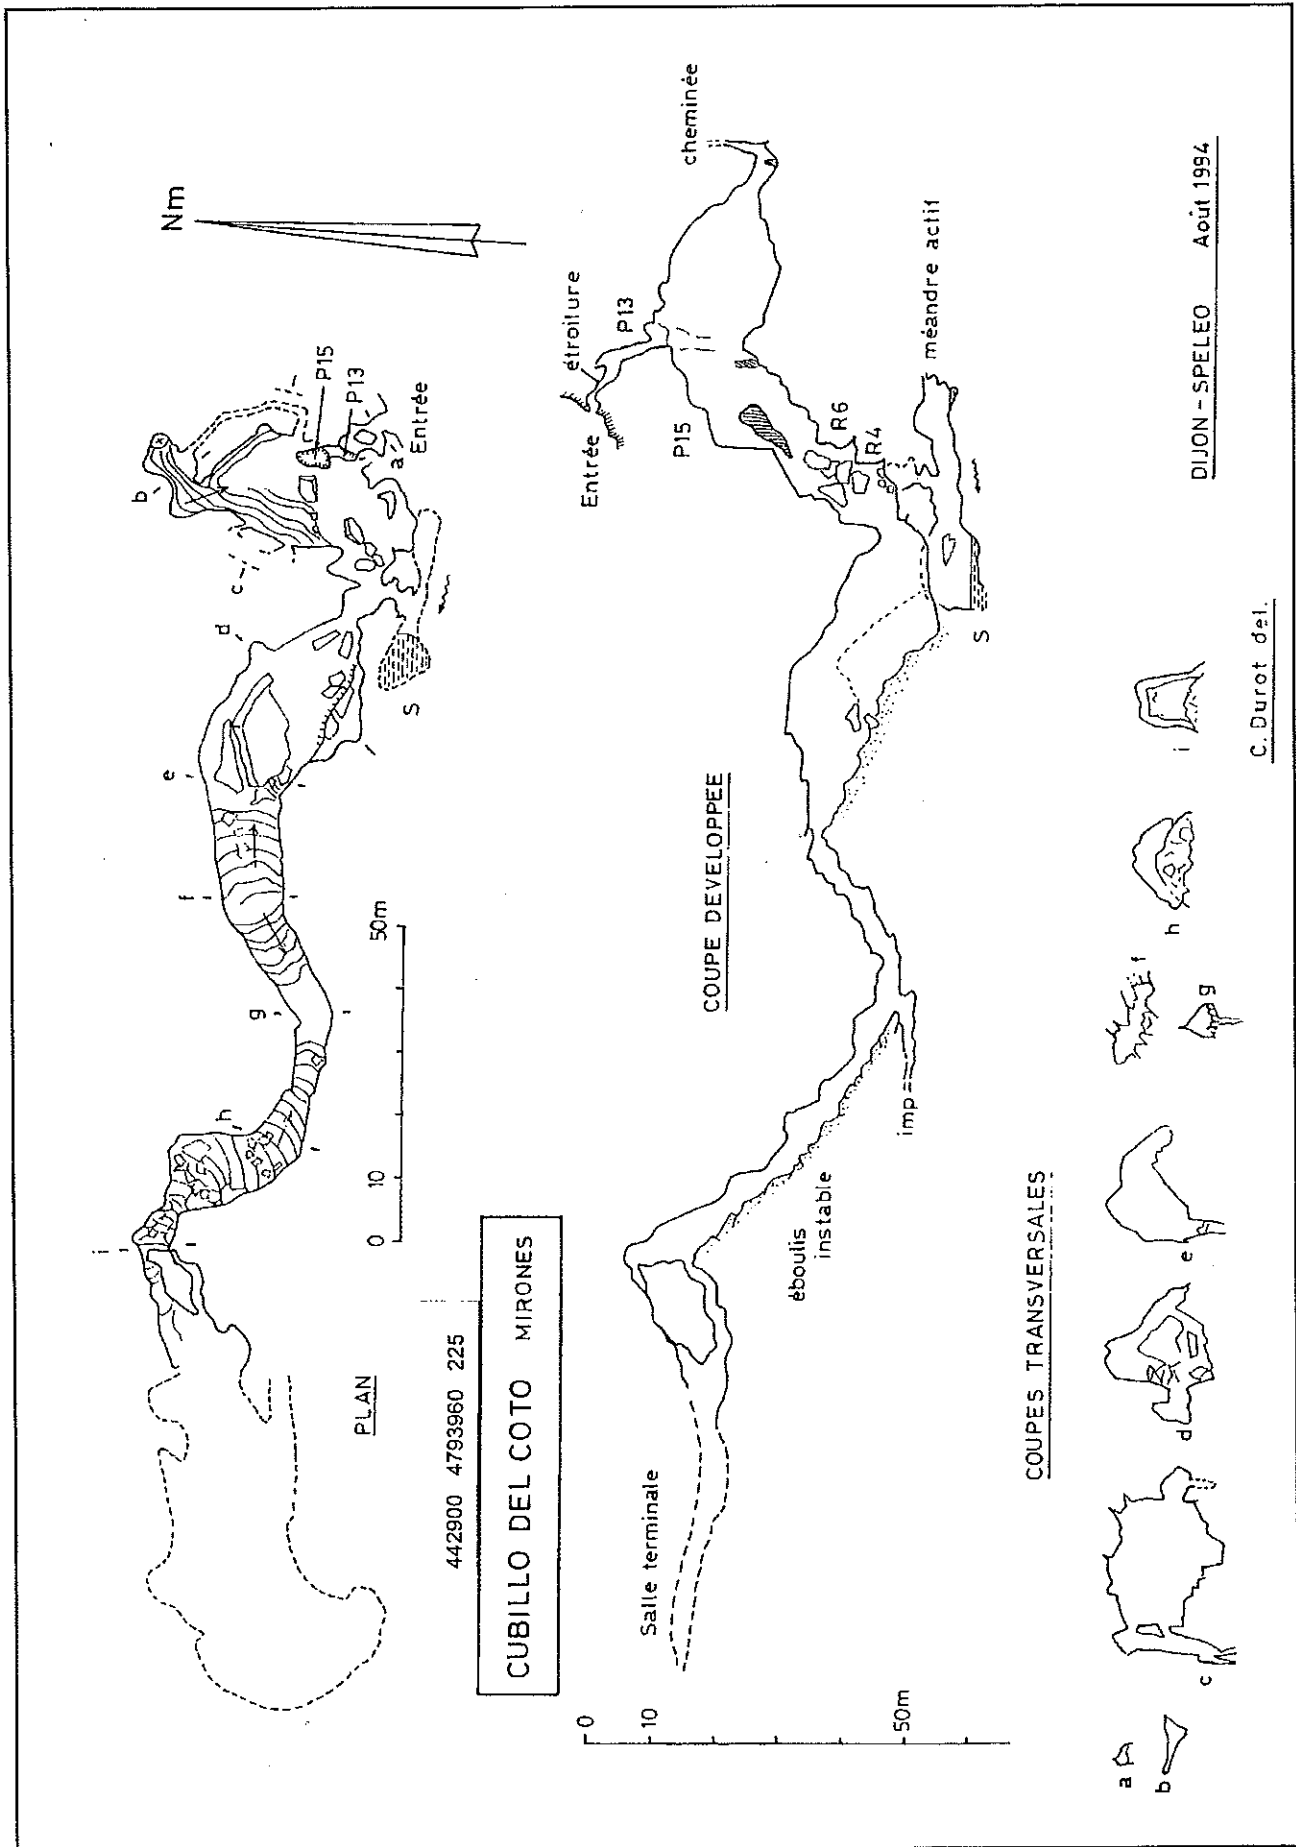 Nm
b
c
d
e
f
g
h
i
P15
P13
a
Entrée
S
0
10
50m
PLAN
442900 4793960 225
CUBILLO DEL COTO MIRONES
COUPE DEVELOPPEE
Entrée
étroiture
P13
P15
cheminée
R6
R4
méandre actif
S
imp
éboulis
instable
Salle terminale
0
10
50m
COUPES TRANSVERSALES
a
b
c
d
e
f
g
h
i
C. Durot del.
DIJON - SPELEO Août 1994